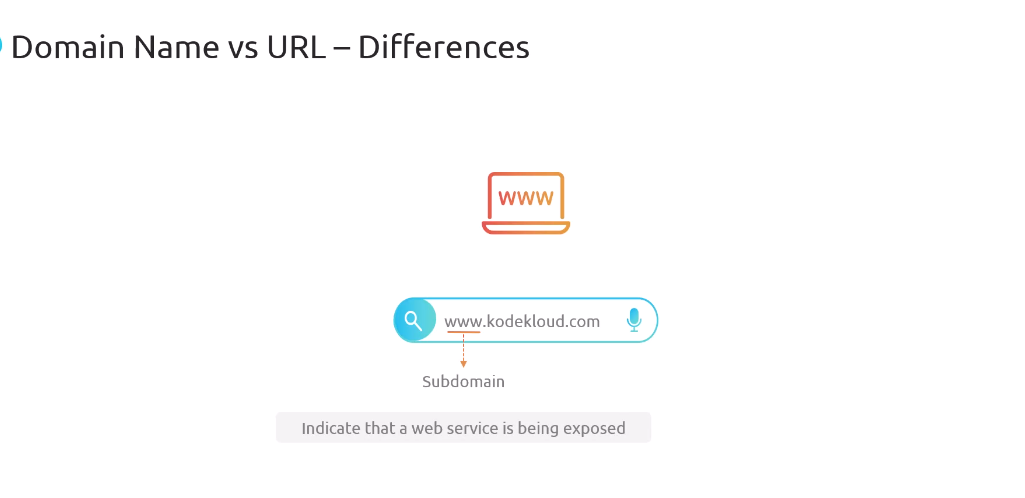 Domain Name vs URL – Differences
www
www.kodekloud.com
Subdomain
Indicate that a web service is being exposed